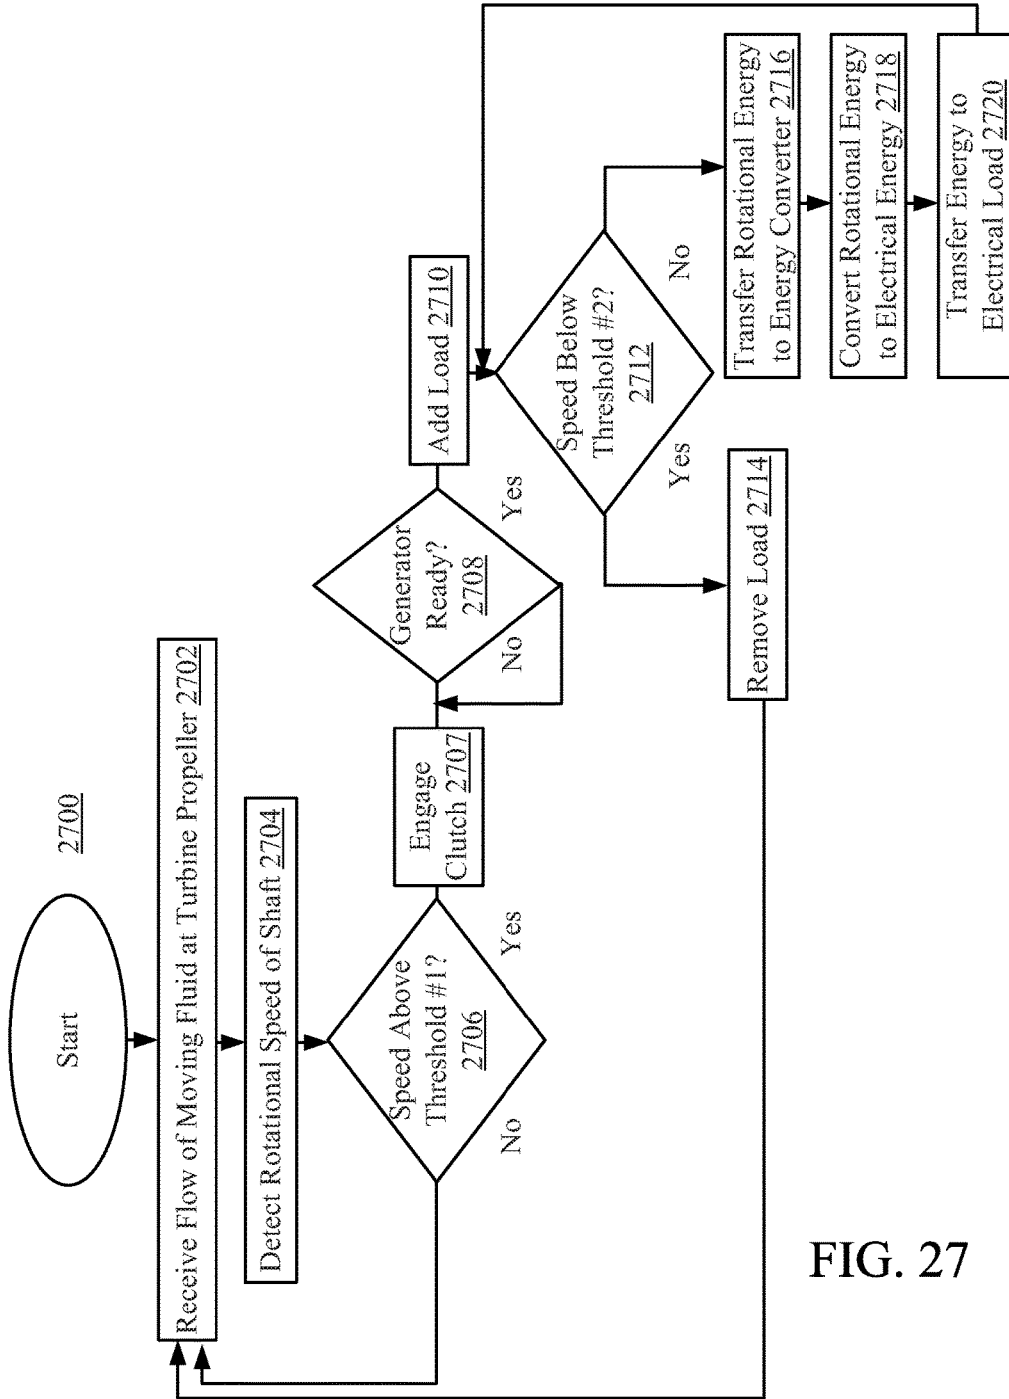 2700
Start
Receive Flow of Moving Fluid at Turbine Propeller 2702
Detect Rotational Speed of Shaft 2704
Speed Above
Threshold #1?
2706
No
Yes
Engage
Clutch 2707
Generator
Ready?
2708
No
Yes
Add Load 2710
Speed Below
Threshold #2?
2712
Yes
No
Remove Load 2714
Transfer Rotational Energy
to Energy Converter 2716
Convert Rotational Energy
to Electrical Energy 2718
Transfer Energy to
Electrical Load 2720
FIG. 27